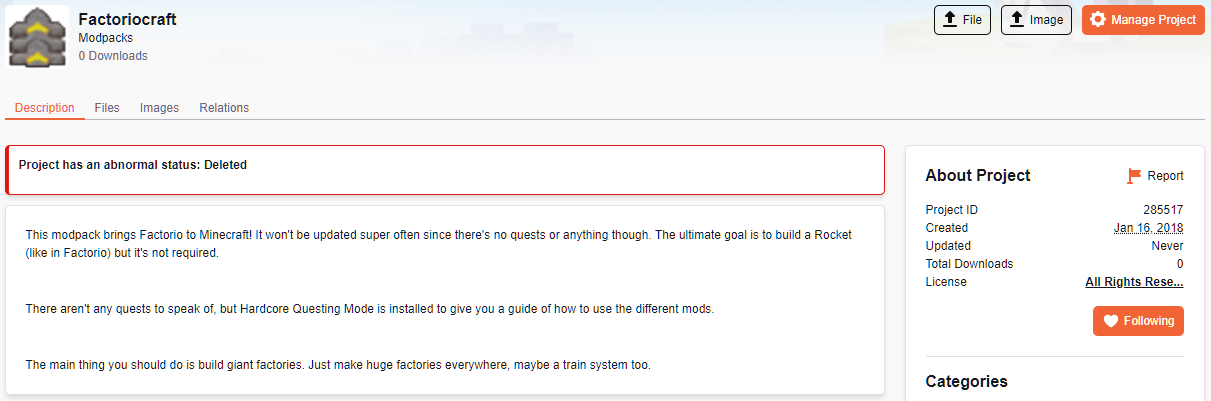 Factoriocraft
Modpacks
0 Downloads
File
Image
Manage Project
Description
Files
Images
Relations
Project has an abnormal status: Deleted
This modpack brings Factorio to Minecraft! It won't be updated super often since there's no quests or anything though. The ultimate goal is to build a Rocket
(like in Factorio) but it's not required.
There aren't any quests to speak of, but Hardcore Questing Mode is installed to give you a guide of how to use the different mods.
The main thing you should do is build giant factories. Just make huge factories everywhere, maybe a train system too.
About Project
Report
Project ID 285517
Created Jan 16, 2018
Updated Never
Total Downloads 0
License All Rights Rese...
Following
Categories